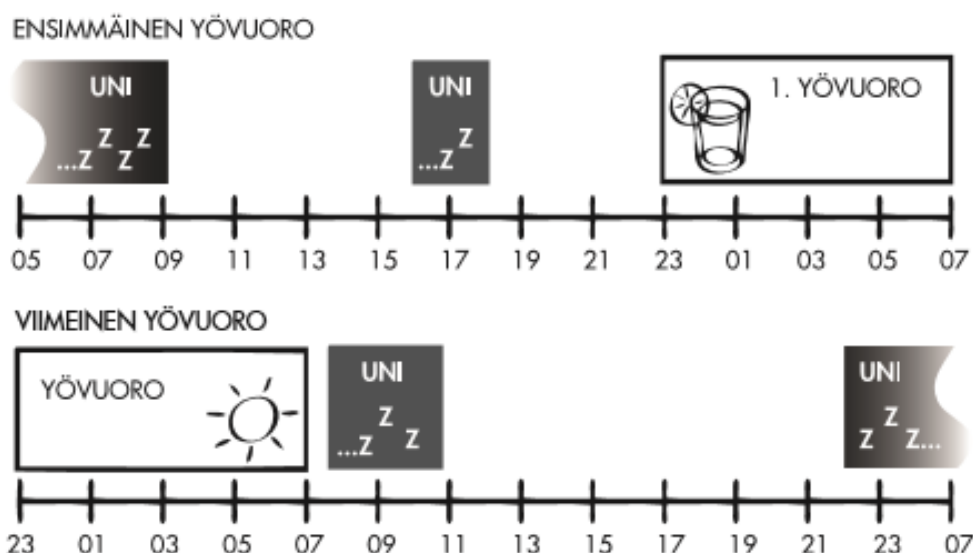 ENSIMMÄINEN YÖVUORO
UNI UNI 1. YÖVUORO
...Z Z Z Z ...Z Z
05 07 09 11 13 15 17 19 21 23 01 03 05 07
VIIMEINEN YÖVUORO
YÖVUORO UNI UNI
...Z Z Z Z Z Z...
23 01 03 05 07 09 11 13 15 17 19 21 23 07